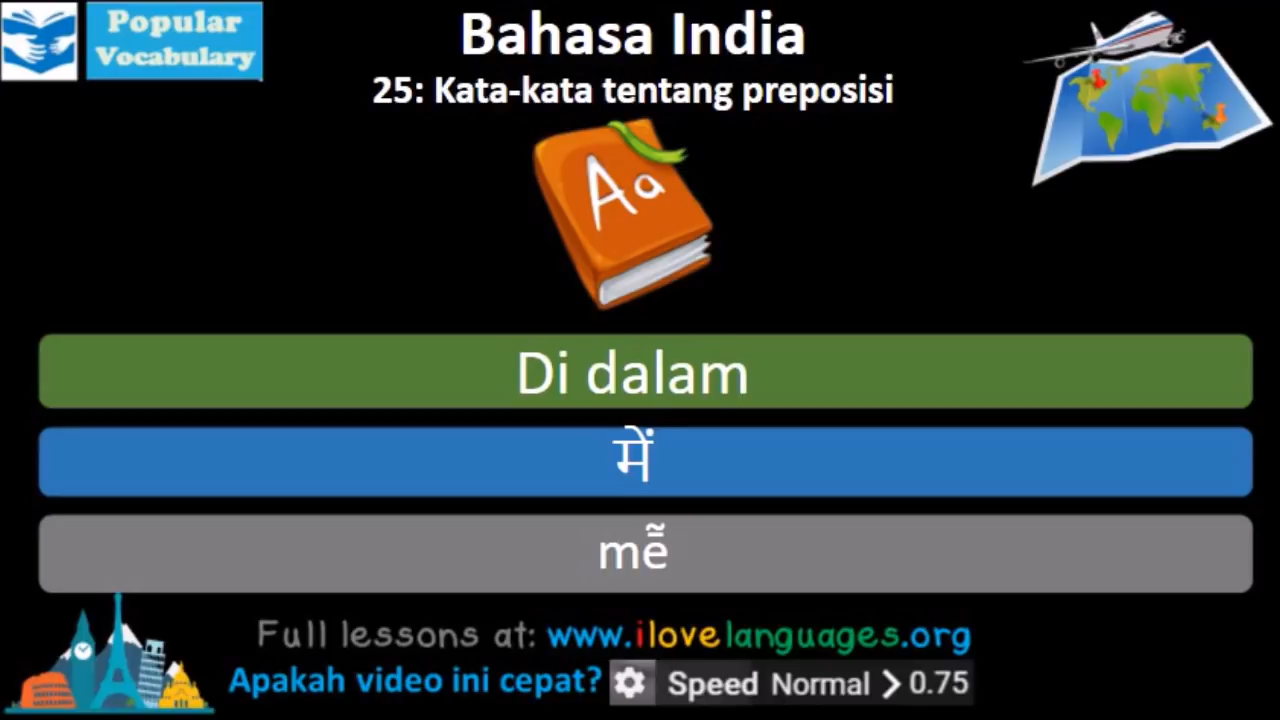 Popular
Vocabulary
Bahasa India
25: Kata-kata tentang preposisi
Aa
Di dalam
में
mē̃
Full lessons at: www.ilovelanguages.org
Apakah video ini cepat? Speed Normal > 0.75